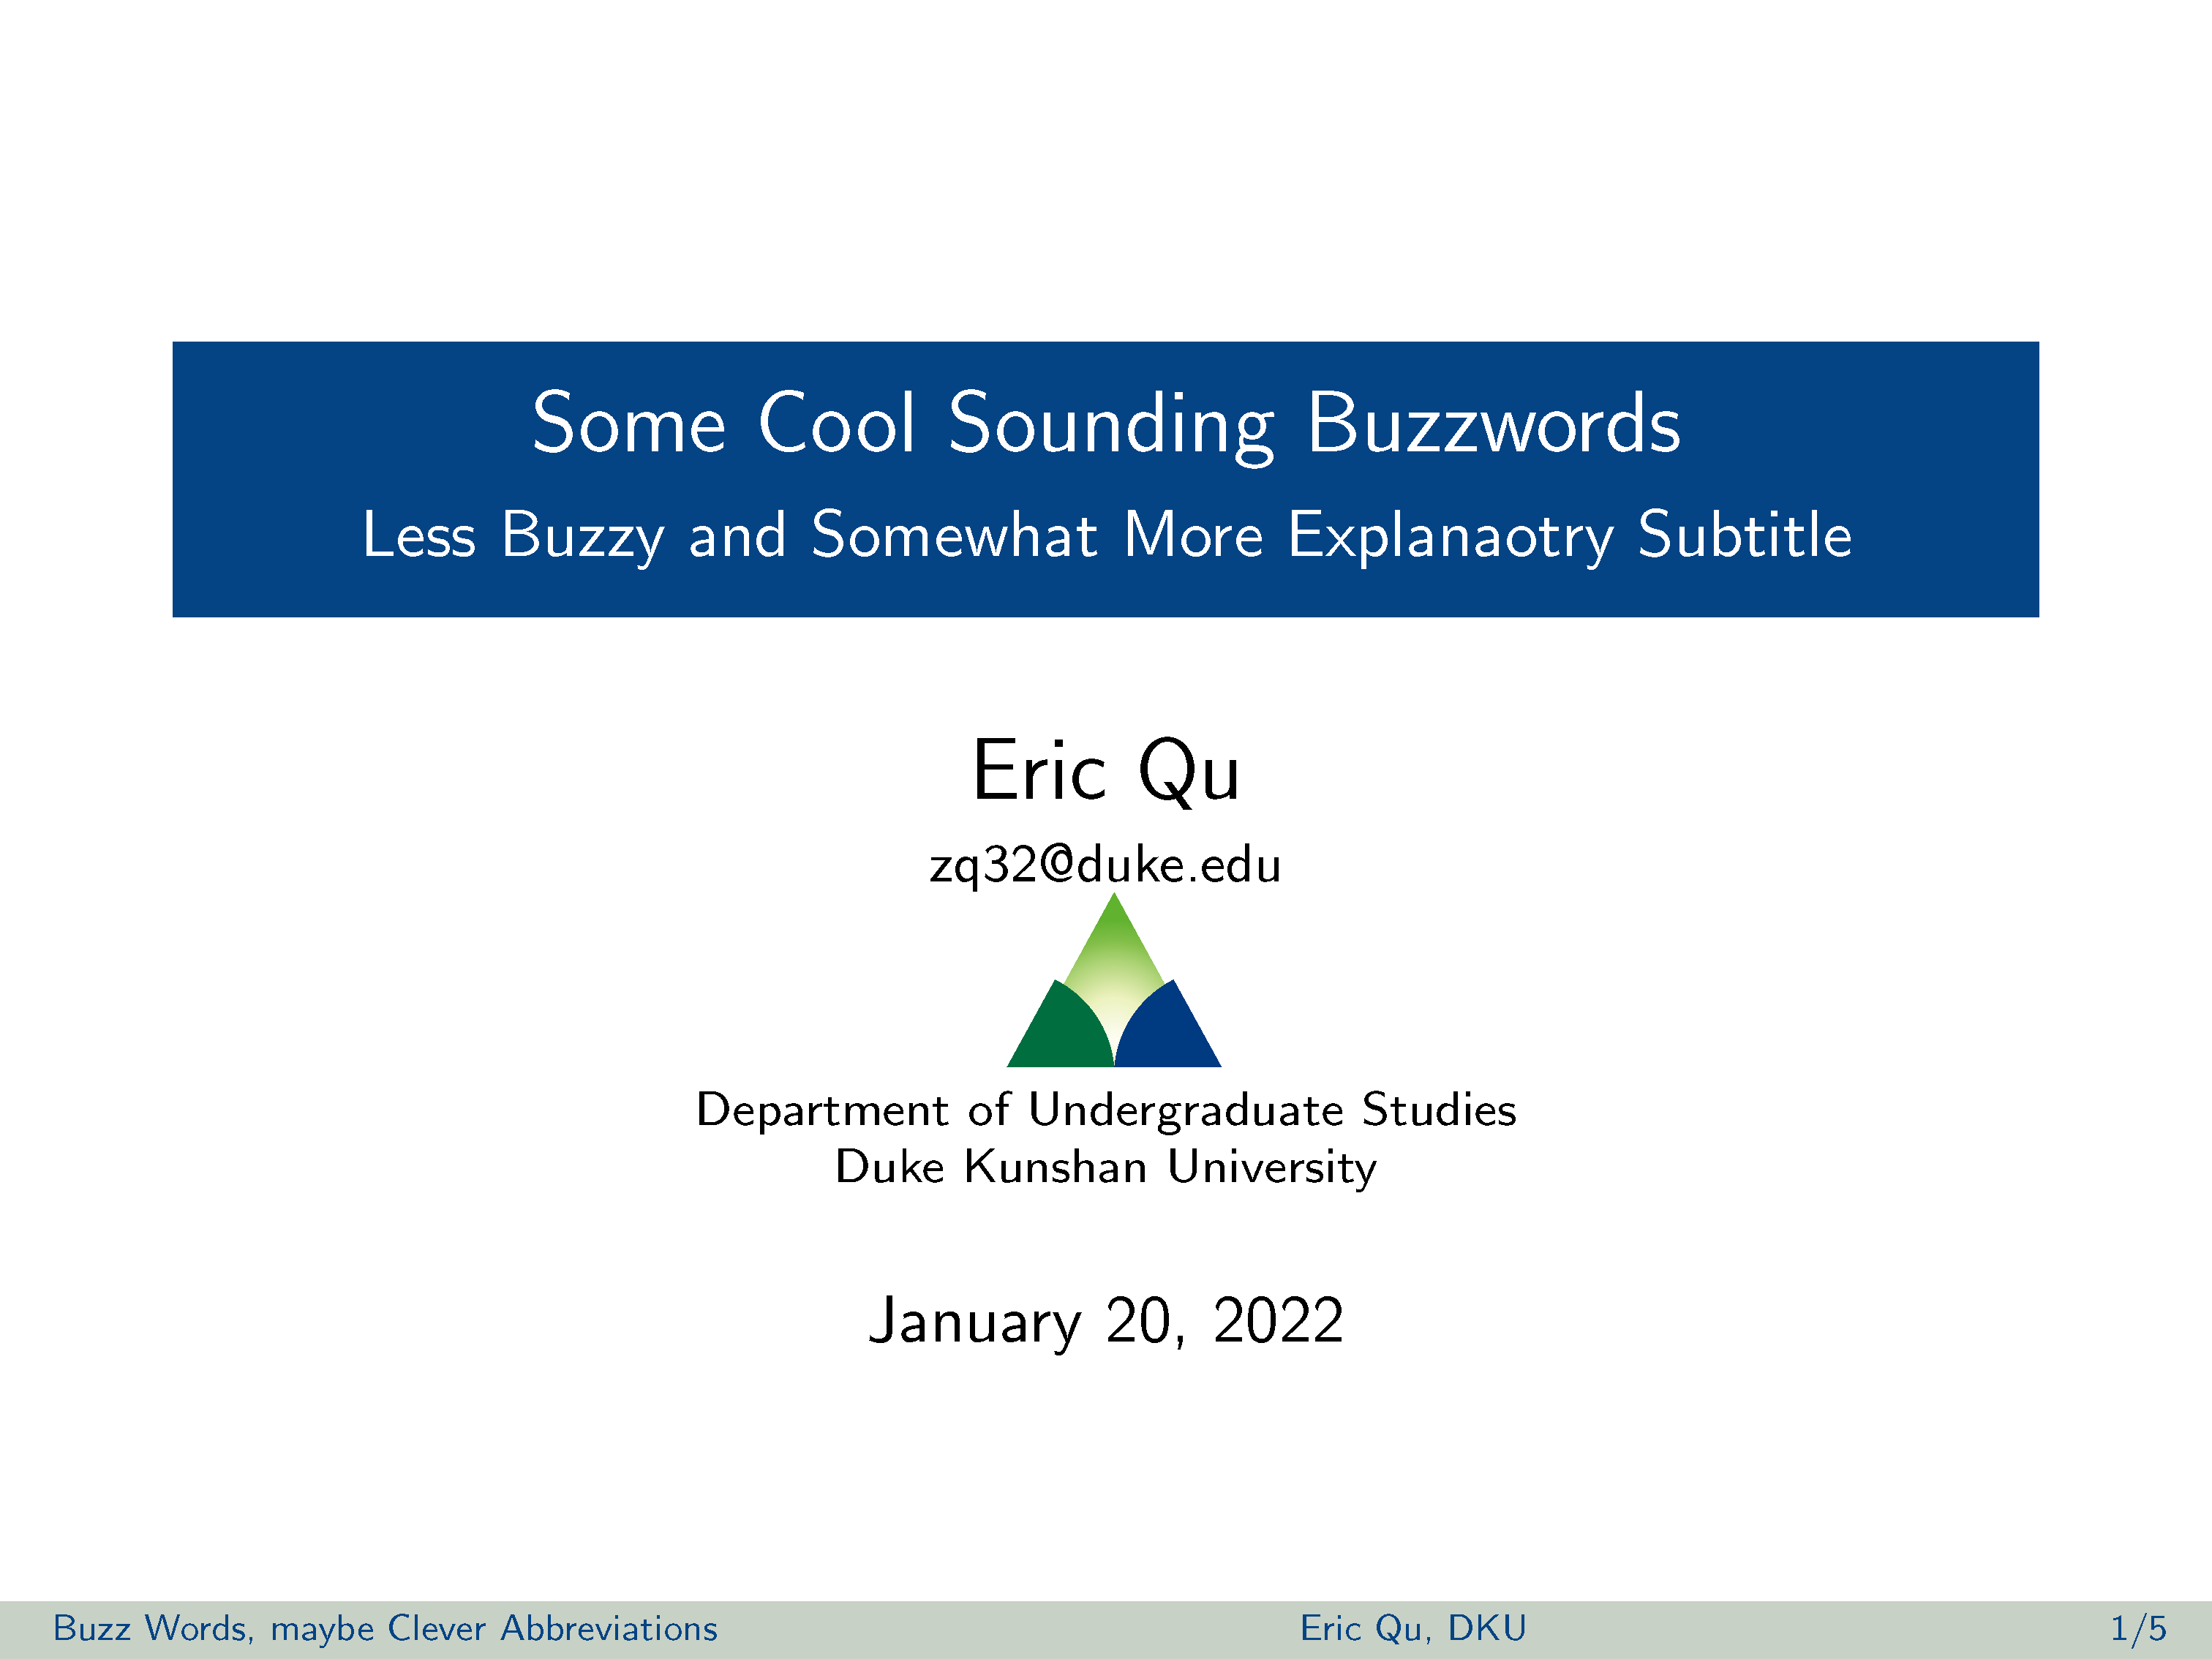 Some Cool Sounding Buzzwords
Less Buzzy and Somewhat More Explanaotry Subtitle
Eric Qu
zq32@duke.edu
Department of Undergraduate Studies
Duke Kunshan University
January 20, 2022
Buzz Words, maybe Clever Abbreviations Eric Qu, DKU 1/5